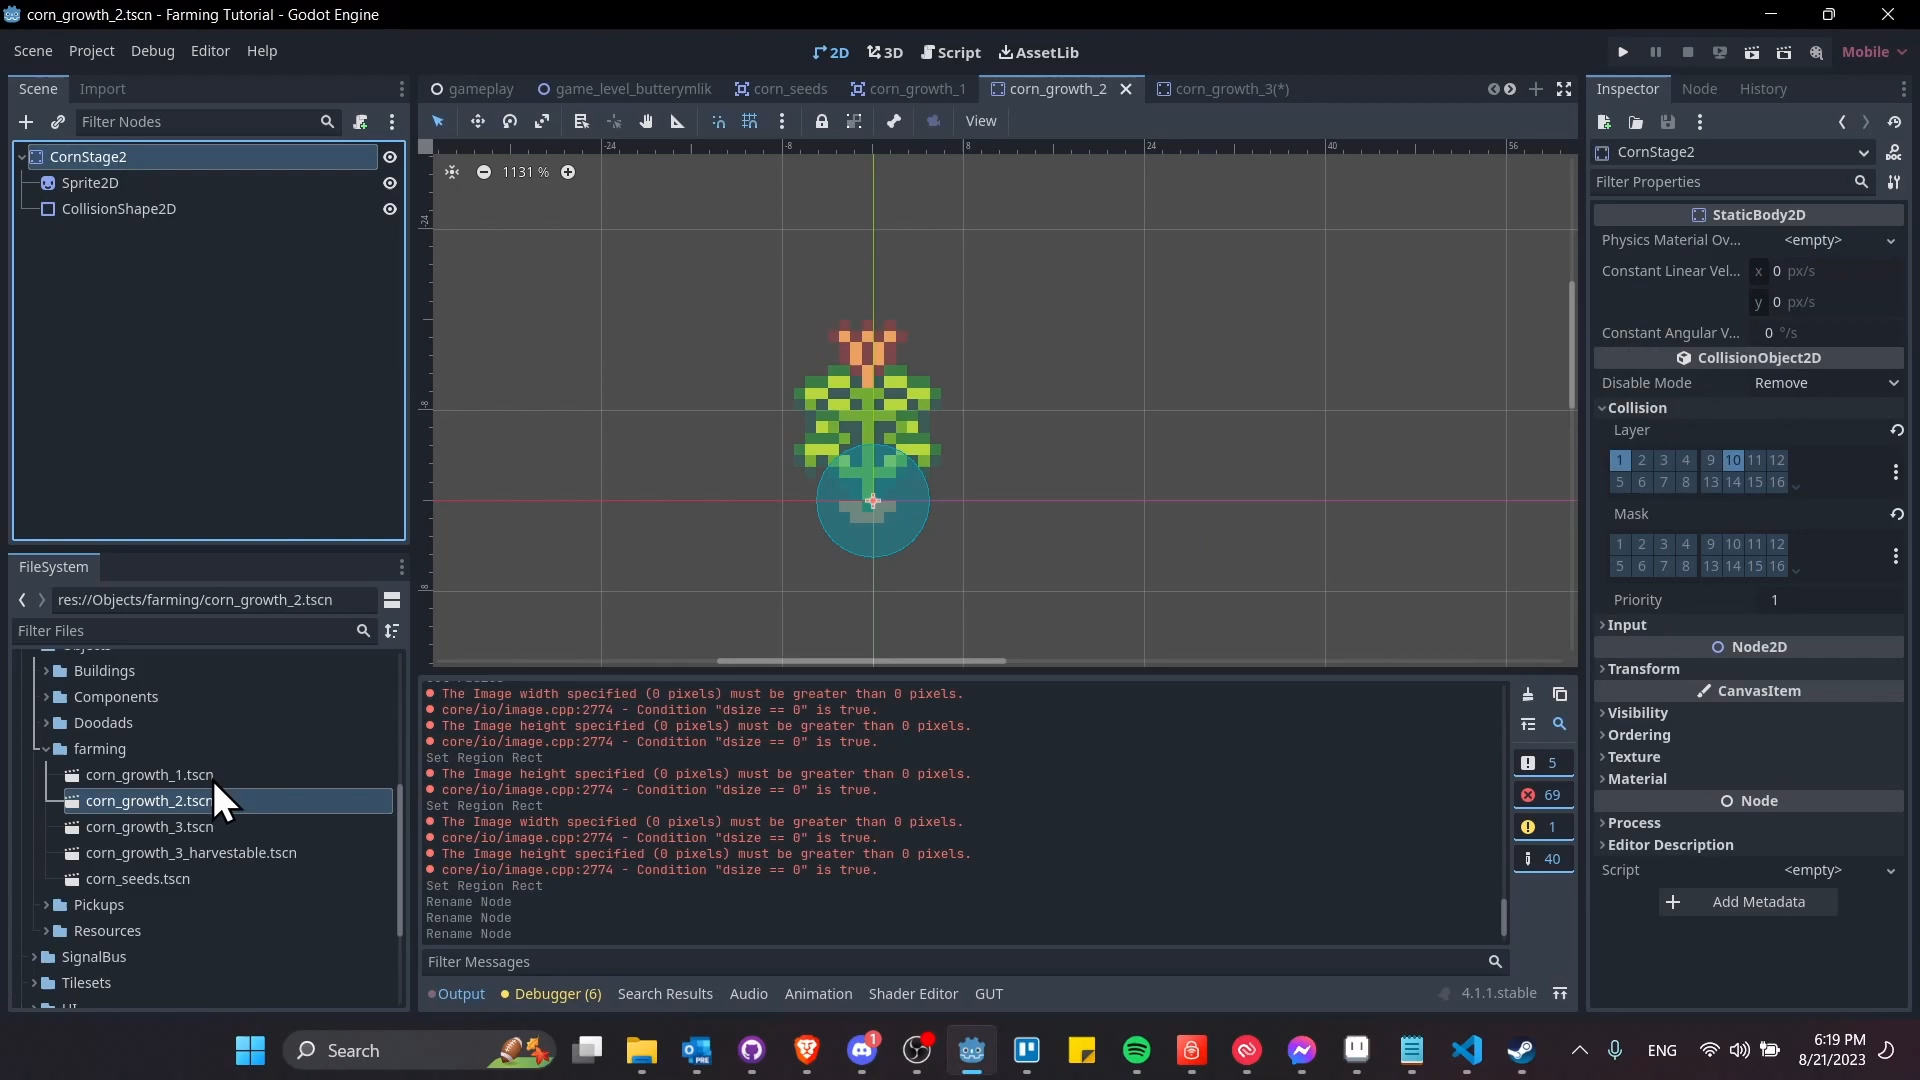 corn_growth_2.tscn - Farming Tutorial - Godot Engine
Scene Project Debug Editor Help
2D 3D Script AssetLib
Mobile
Scene Import
gameplay game_level_butterymlik corn_seeds corn_growth_1 corn_growth_2 corn_growth_3(*)
Inspector Node History
Filter Nodes
View
CornStage2
Sprite2D
CollisionShape2D
-24 -8 8 24 40 56
1131 %
-24
-8
8
CornStage2
Filter Properties
StaticBody2D
Physics Material Ov... <empty>
Constant Linear Vel... x 0 px/s
y 0 px/s
Constant Angular V... 0 °/s
CollisionObject2D
Disable Mode Remove
Collision
Layer
1 2 3 4 9 10 11 12
5 6 7 8 13 14 15 16
Mask
1 2 3 4 9 10 11 12
5 6 7 8 13 14 15 16
Priority 1
Input
Node2D
Transform
CanvasItem
Visibility
Ordering
Texture
Material
Node
Process
Editor Description
Script <empty>
Add Metadata
FileSystem
res://Objects/farming/corn_growth_2.tscn
Filter Files
Buildings
Components
Doodads
farming
corn_growth_1.tscn
corn_growth_2.tscn
corn_growth_3.tscn
corn_growth_3_harvestable.tscn
corn_seeds.tscn
Pickups
Resources
SignalBus
Tilesets
The Image width specified (0 pixels) must be greater than 0 pixels.
core/io/image.cpp:2774 - Condition "dsize == 0" is true.
The Image height specified (0 pixels) must be greater than 0 pixels.
core/io/image.cpp:2774 - Condition "dsize == 0" is true.
Set Region Rect
The Image height specified (0 pixels) must be greater than 0 pixels.
core/io/image.cpp:2774 - Condition "dsize == 0" is true.
Set Region Rect
The Image width specified (0 pixels) must be greater than 0 pixels.
core/io/image.cpp:2774 - Condition "dsize == 0" is true.
The Image height specified (0 pixels) must be greater than 0 pixels.
core/io/image.cpp:2774 - Condition "dsize == 0" is true.
Set Region Rect
Rename Node
Rename Node
Rename Node
5
69
1
40
Filter Messages
Output Debugger (6) Search Results Audio Animation Shader Editor GUT
4.1.1.stable
Search
PRE
1
ENG
6:19 PM
8/21/2023